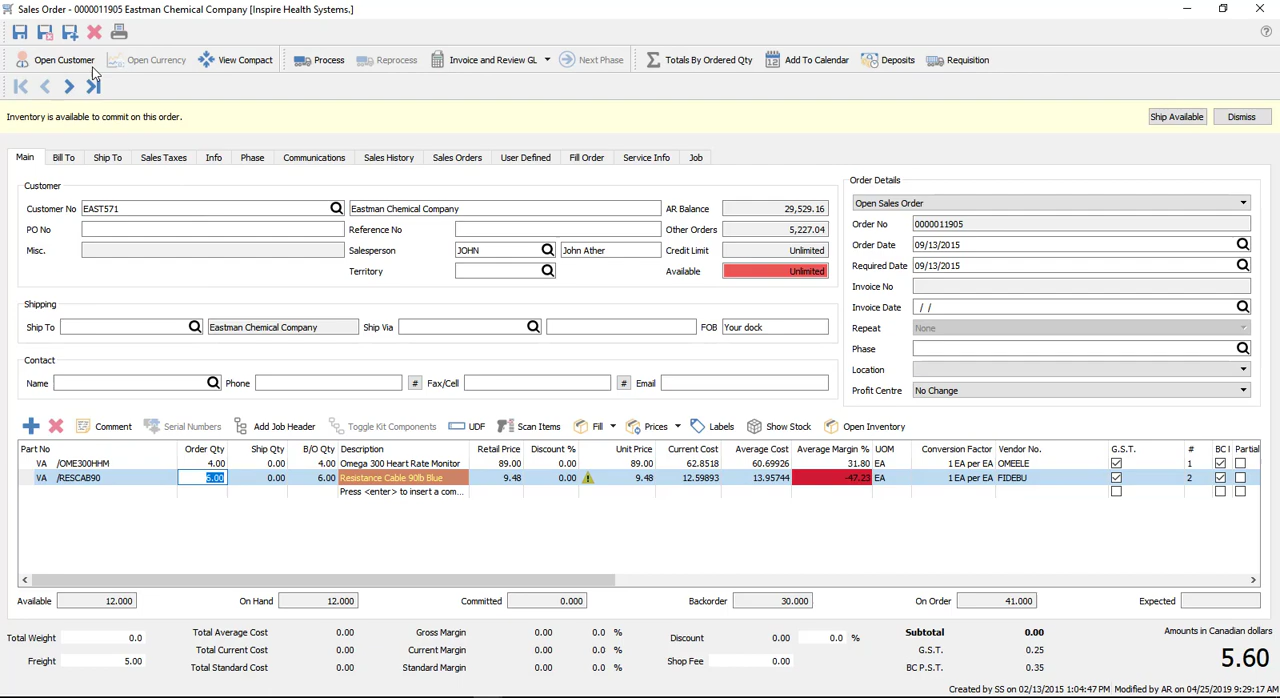 Sales Order - 0000011905 Eastman Chemical Company [Inspire Health Systems.]
Open Customer Open Currency View Compact Process Reprocess Invoice and Review GL Next Phase Totals By Ordered Qty Add To Calendar Deposits Requisition
Inventory is available to commit on this order. Ship Available Dismiss
Main Bill To Ship To Sales Taxes Info Phase Communications Sales History Sales Orders User Defined Fill Order Service Info Job
Customer
Customer No EAST571 Eastman Chemical Company AR Balance 29,529.16
PO No Reference No Other Orders 5,227.04
Misc. Salesperson JOHN John Ather Credit Limit Unlimited
Territory Available Unlimited
Shipping
Ship To Eastman Chemical Company Ship Via FOB Your dock
Contact
Name Phone # Fax/Cell # Email
Order Details
Open Sales Order
Order No 0000011905
Order Date 09/13/2015
Required Date 09/13/2015
Invoice No
Invoice Date / /
Repeat None
Phase
Location
Profit Centre No Change
Comment Serial Numbers Add Job Header Toggle Kit Components UDF Scan Items Fill Prices Labels Show Stock Open Inventory
Part No Order Qty Ship Qty B/O Qty Description Retail Price Discount % Unit Price Current Cost Average Cost Average Margin % UOM Conversion Factor Vendor No. G.S.T. # BC I Partial
VA /OME300HHM 4.00 0.00 4.00 Omega 300 Heart Rate Monitor 89.00 0.00 89.00 62.8518 60.69926 31.80 EA 1 EA per EA OMEELE 1
VA /RESCAB90 6.00 0.00 6.00 Resistance Cable 90lb Blue 9.48 0.00 9.48 12.59893 13.95744 -47.23 EA 1 EA per EA FIDEBU 2
Press <enter> to insert a com...
Available 12.000 On Hand 12.000 Committed 0.000 Backorder 30.000 On Order 41.000 Expected
Total Weight 0.0
Freight 5.00
Total Average Cost 0.00
Total Current Cost 0.00
Total Standard Cost 0.00
Gross Margin 0.00 0.0 %
Current Margin 0.00 0.0 %
Standard Margin 0.00 0.0 %
Discount 0.00 0.0 %
Shop Fee 0.00
Subtotal 0.00
G.S.T. 0.25
BC P.S.T. 0.35
Amounts in Canadian dollars
5.60
Created by SS on 02/13/2015 1:04:47 PM Modified by AR on 04/25/2019 9:29:17 AM